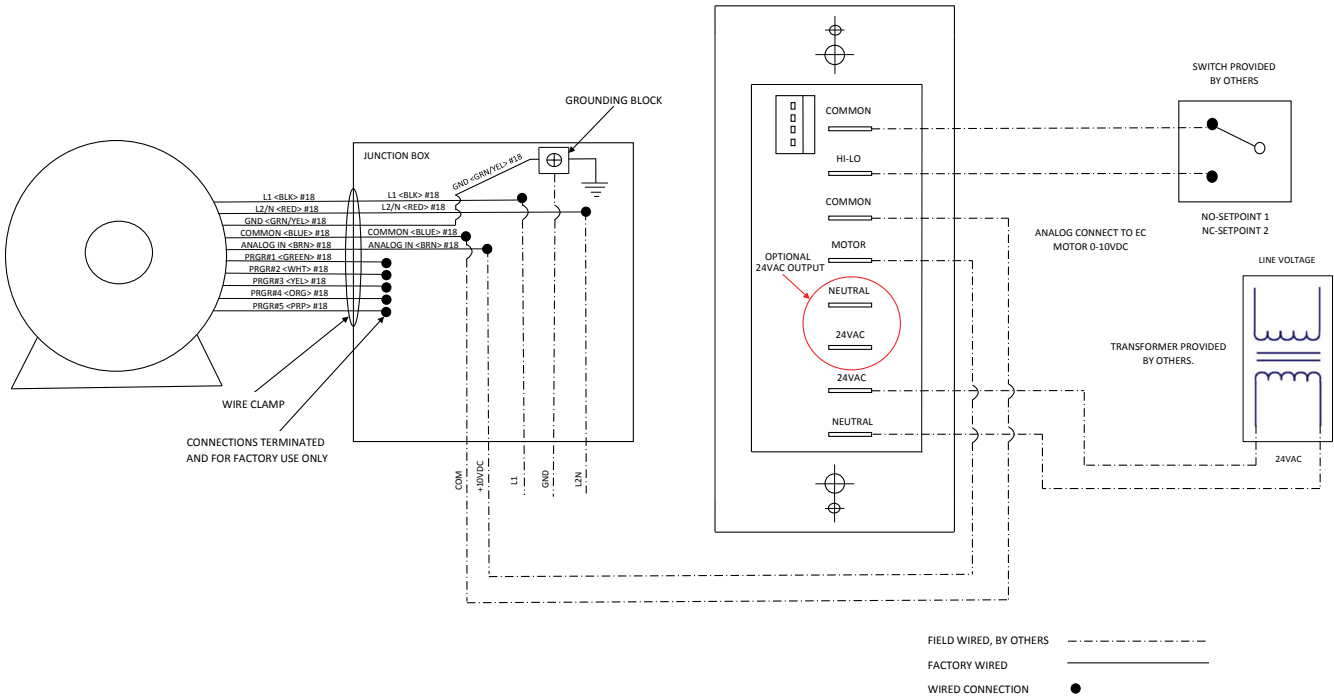 GROUNDING BLOCK
JUNCTION BOX
GND <GRN/YEL> #18
L1 <BLK> #18
L2/N <RED> #18
GND <GRN/YEL> #18
COMMON <BLUE> #18
ANALOG IN <BRN> #18
PRGR#1 <GREEN> #18
PRGR#2 <WHT> #18
PRGR#3 <YEL> #18
PRGR#4 <ORG> #18
PRGR#5 <PRP> #18
L1 <BLK> #18
L2/N <RED> #18
COMMON <BLUE> #18
ANALOG IN <BRN> #18
WIRE CLAMP
CONNECTIONS TERMINATED
AND FOR FACTORY USE ONLY
COM
+10VDC
L1
GND
L2N
COMMON
HI-LO
COMMON
MOTOR
OPTIONAL
24VAC OUTPUT
NEUTRAL
24VAC
24VAC
NEUTRAL
SWITCH PROVIDED
BY OTHERS
NO-SETPOINT 1
NC-SETPOINT 2
ANALOG CONNECT TO EC
MOTOR 0-10VDC
LINE VOLTAGE
TRANSFORMER PROVIDED
BY OTHERS.
24VAC
FIELD WIRED, BY OTHERS
FACTORY WIRED
WIRED CONNECTION